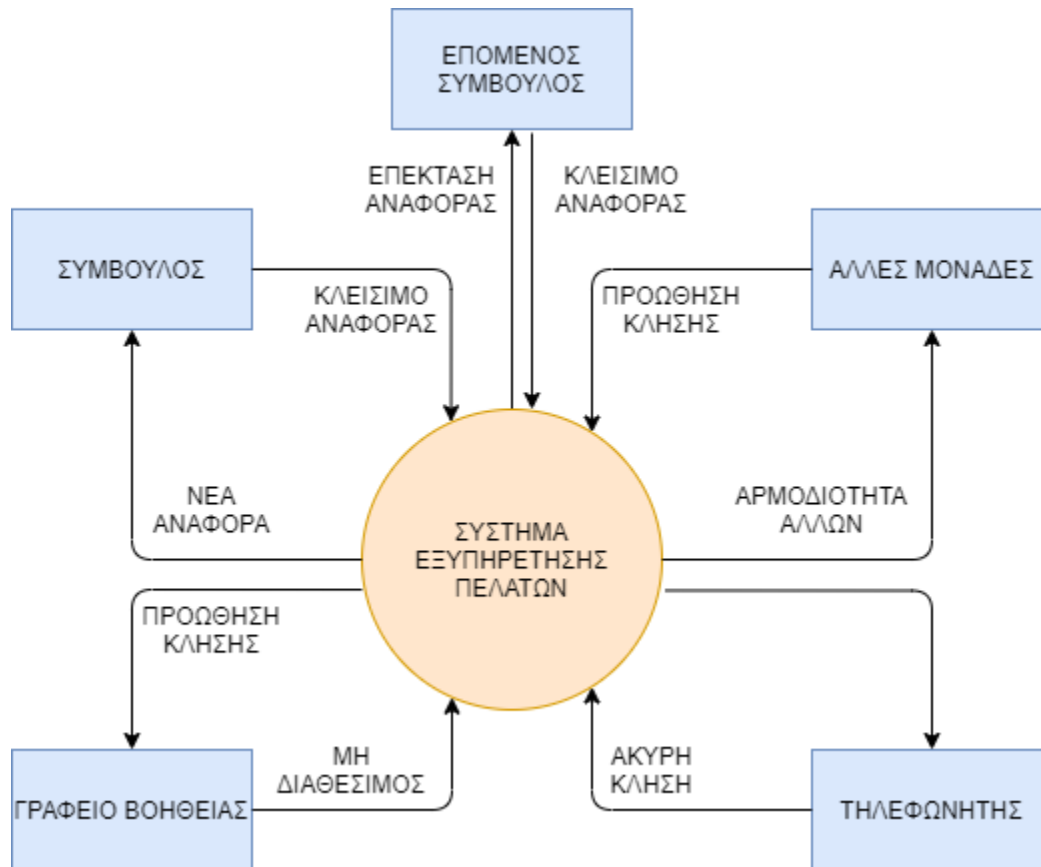 ΕΠΟΜΕΝΟΣ
ΣΥΜΒΟΥΛΟΣ
ΕΠΕΚΤΑΣΗ
ΑΝΑΦΟΡΑΣ
ΚΛΕΙΣΙΜΟ
ΑΝΑΦΟΡΑΣ
ΣΥΜΒΟΥΛΟΣ
ΚΛΕΙΣΙΜΟ
ΑΝΑΦΟΡΑΣ
ΠΡΟΩΘΗΣΗ
ΚΛΗΣΗΣ
ΑΛΛΕΣ ΜΟΝΑΔΕΣ
ΝΕΑ
ΑΝΑΦΟΡΑ
ΣΥΣΤΗΜΑ
ΕΞΥΠΗΡΕΤΗΣΗΣ
ΠΕΛΑΤΩΝ
ΑΡΜΟΔΙΟΤΗΤΑ
ΑΛΛΩΝ
ΠΡΟΩΘΗΣΗ
ΚΛΗΣΗΣ
ΓΡΑΦΕΙΟ ΒΟΗΘΕΙΑΣ
ΜΗ
ΔΙΑΘΕΣΙΜΟΣ
ΑΚΥΡΗ
ΚΛΗΣΗ
ΤΗΛΕΦΩΝΗΤΗΣ